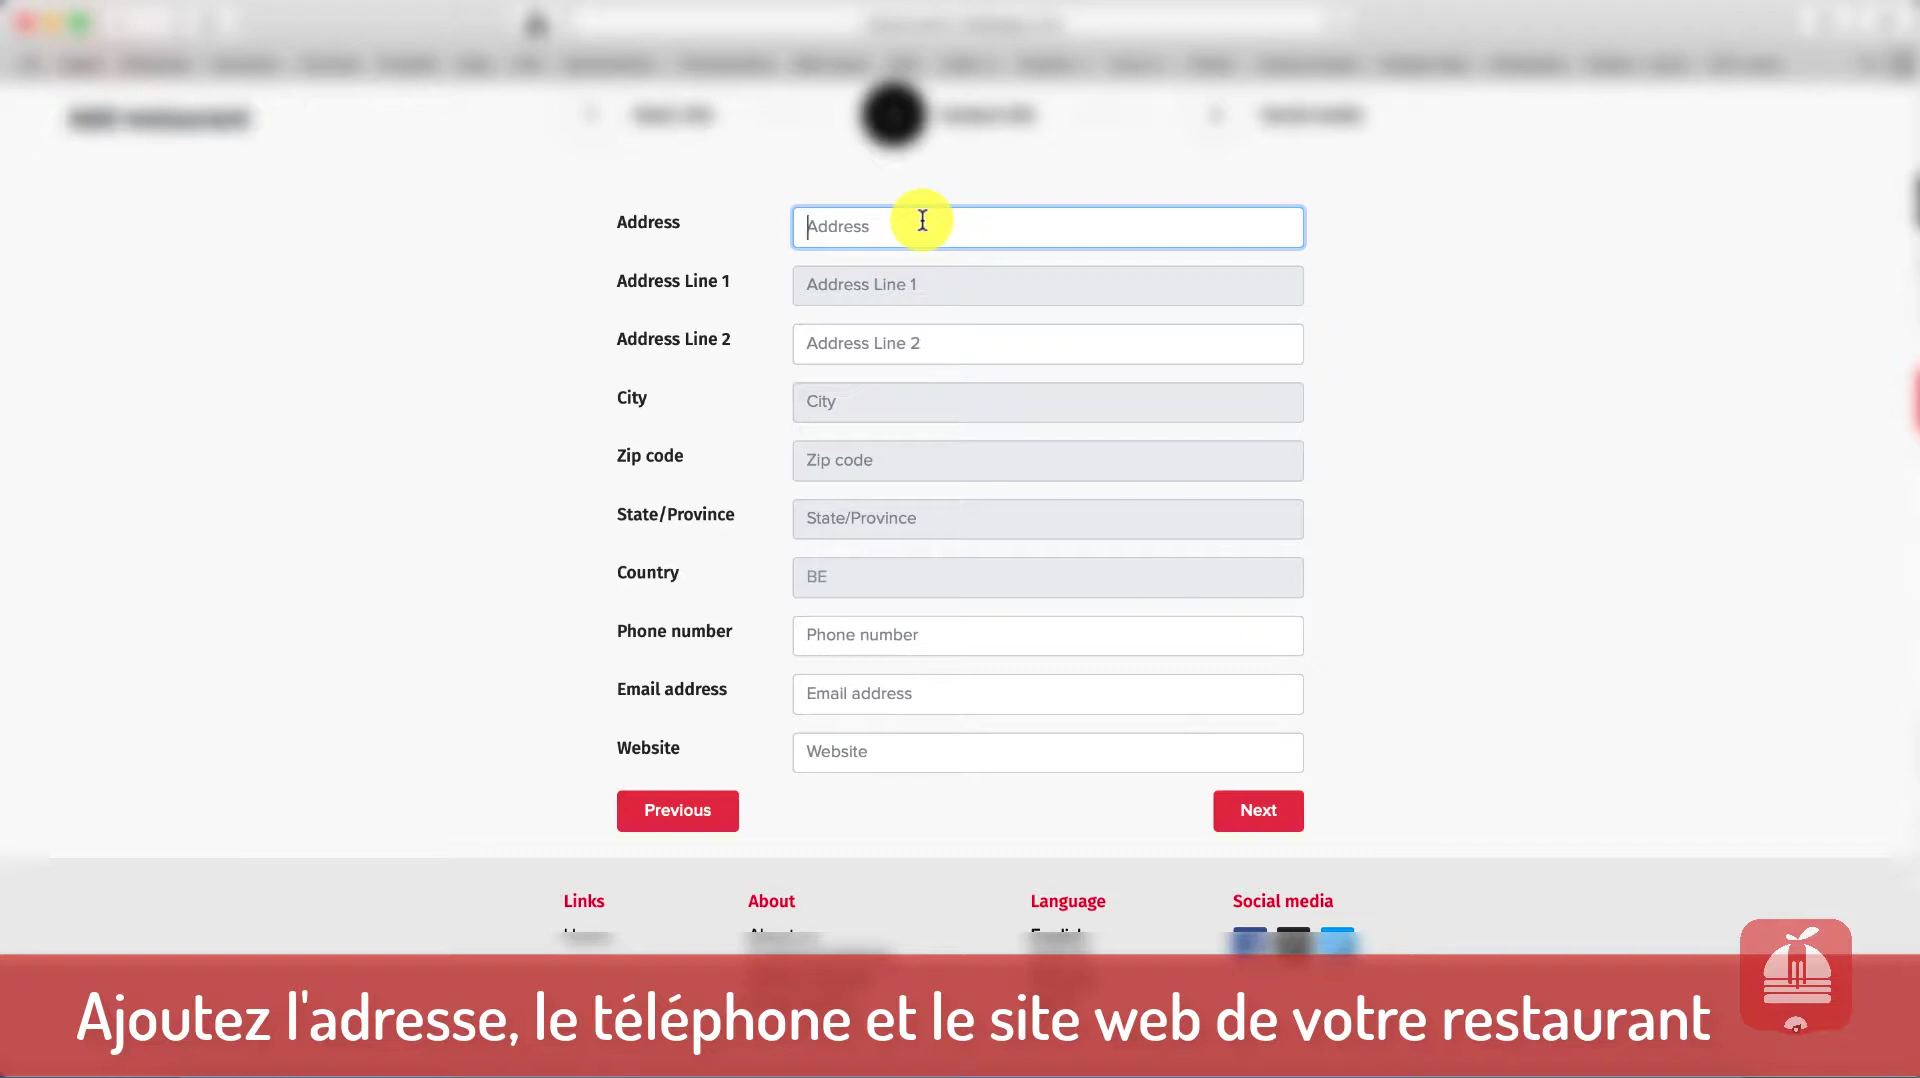 Address
Address
Address Line 1
Address Line 1
Address Line 2
Address Line 2
City
City
Zip code
Zip code
State/Province
State/Province
Country
BE
Phone number
Phone number
Email address
Email address
Website
Website
Previous
Next
Links
About
Language
Social media
English
Ajoutez l'adresse, le téléphone et le site web de votre restaurant